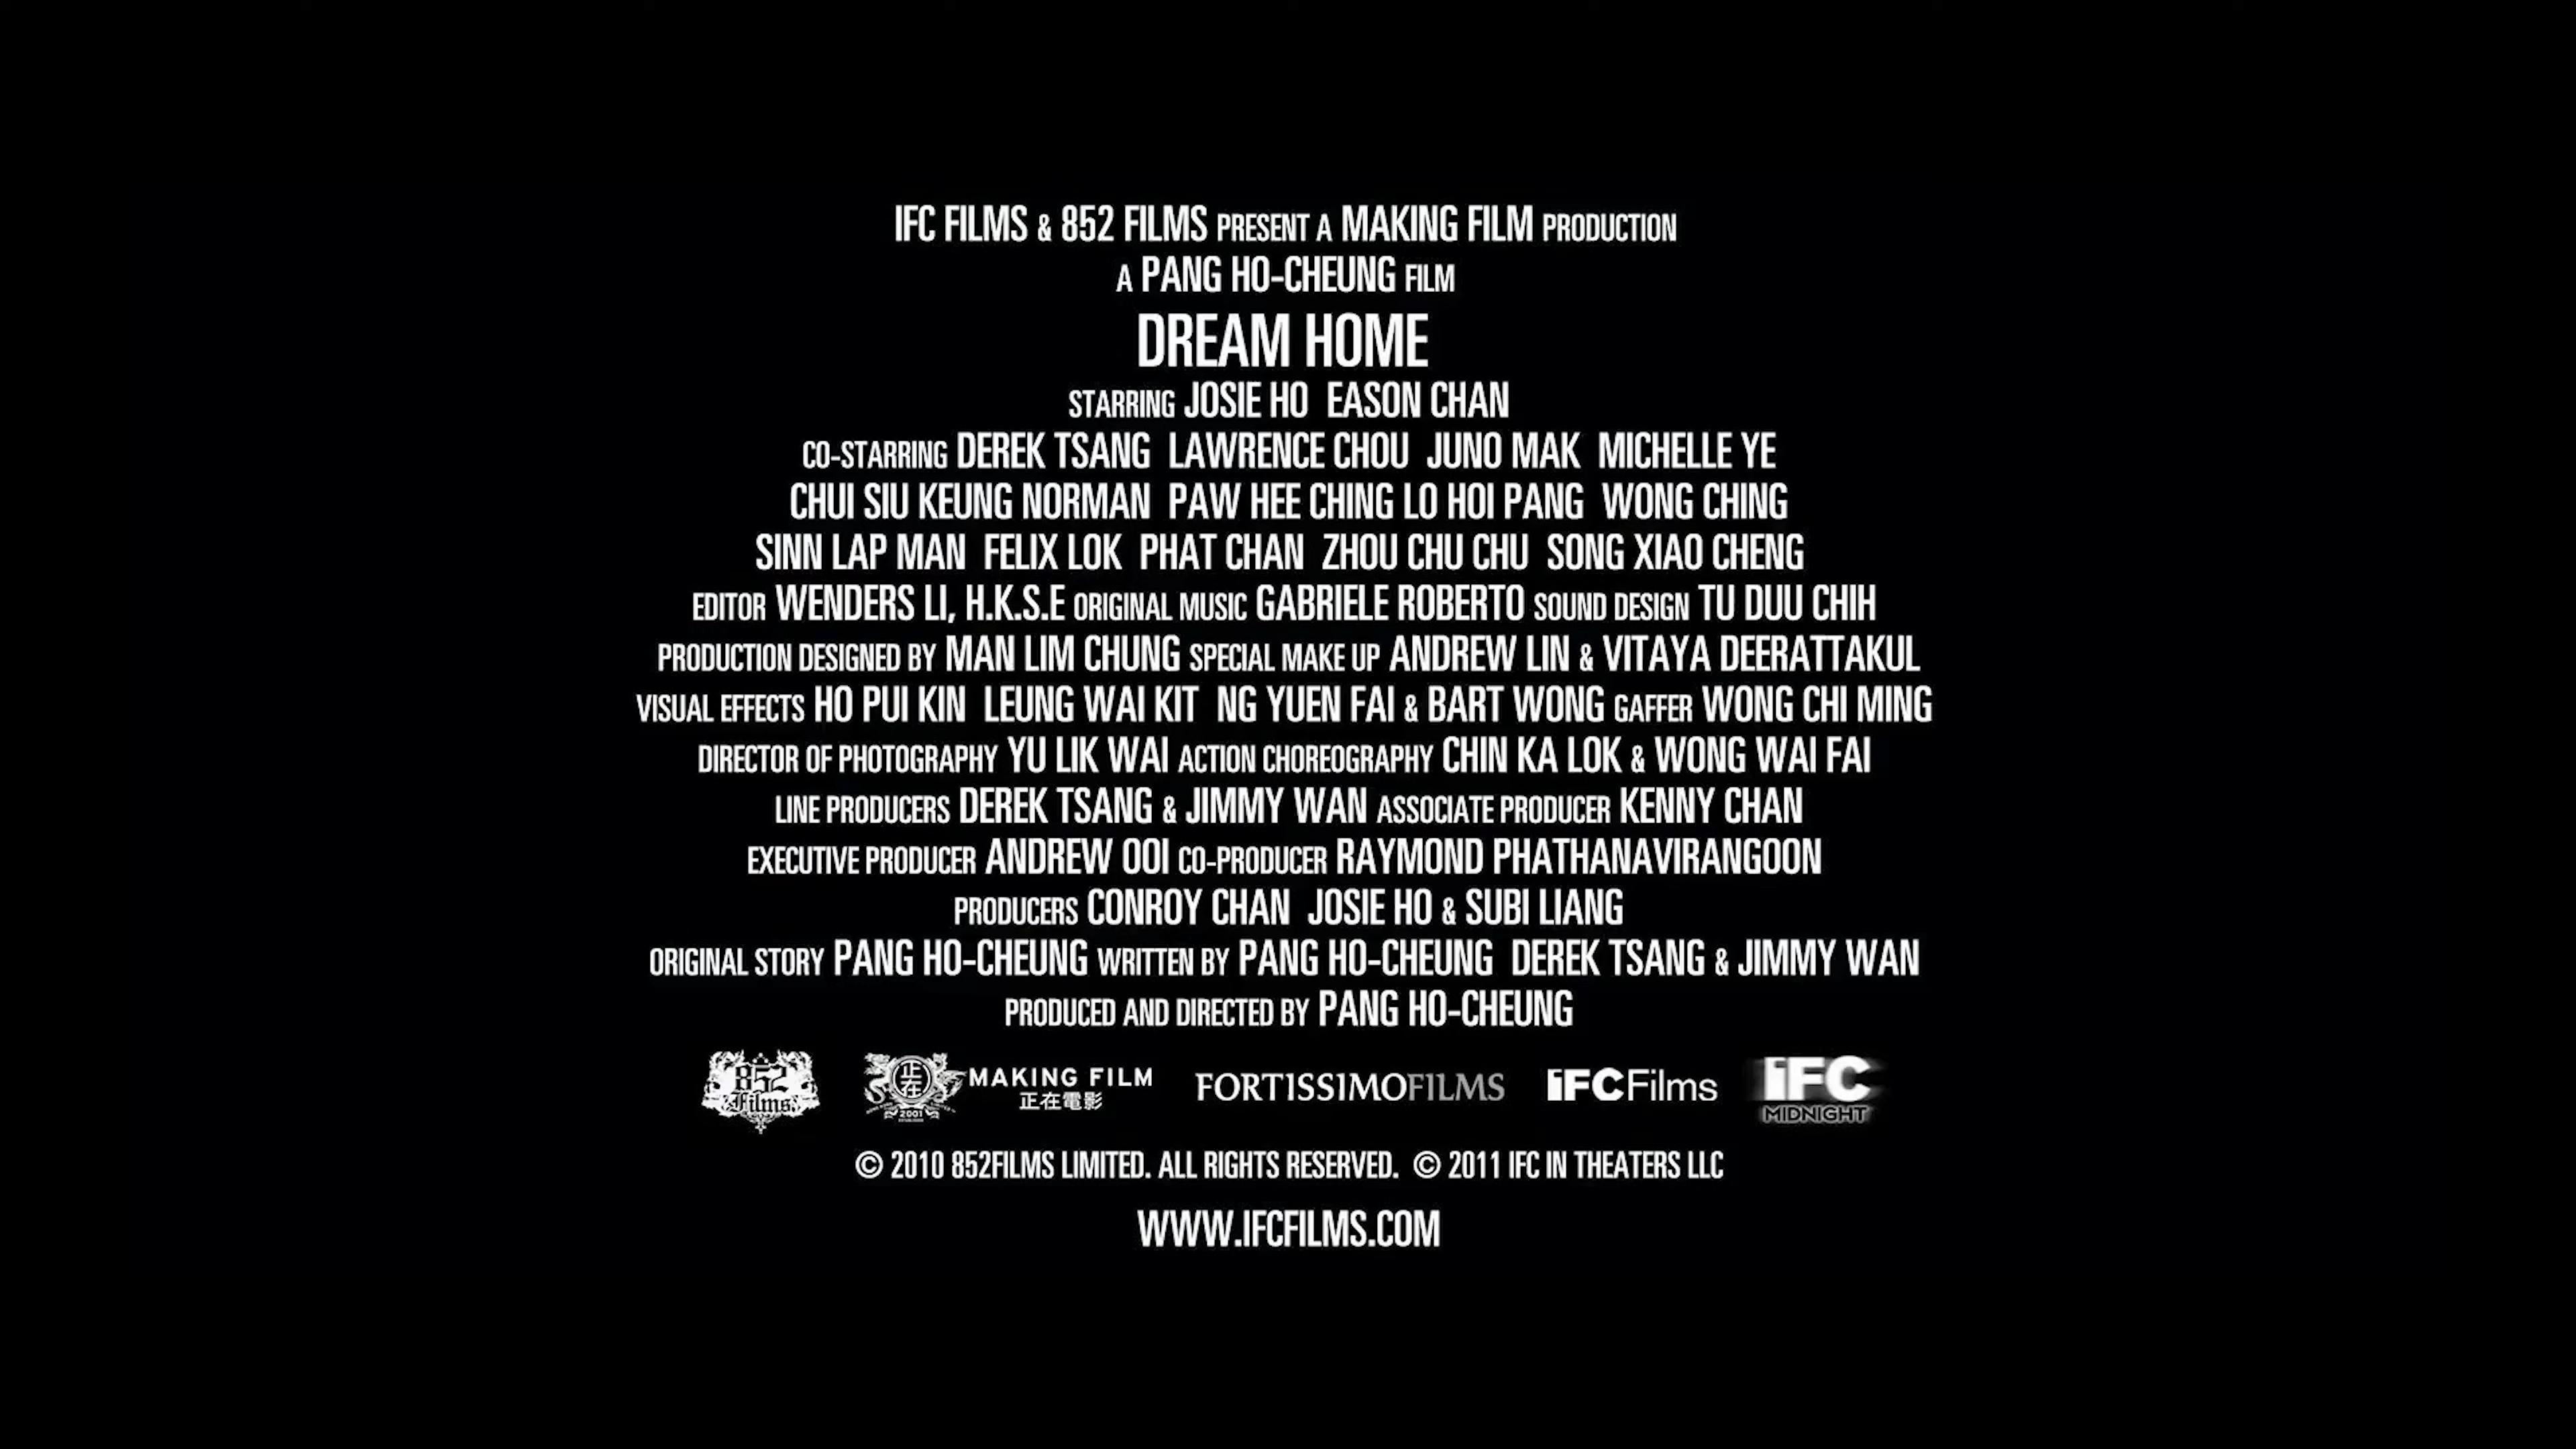 IFC FILMS & 852 FILMS PRESENT A MAKING FILM PRODUCTION
A PANG HO-CHEUNG FILM
DREAM HOME
STARRING JOSIE HO EASON CHAN
CO-STARRING DEREK TSANG LAWRENCE CHOU JUNO MAK MICHELLE YE
CHUI SIU KEUNG NORMAN PAW HEE CHING LO HOI PANG WONG CHING
SINN LAP MAN FELIX LOK PHAT CHAN ZHOU CHU CHU SONG XIAO CHENG
EDITOR WENDERS LI, H.K.S.E ORIGINAL MUSIC GABRIELE ROBERTO SOUND DESIGN TU DUU CHIH
PRODUCTION DESIGNED BY MAN LIM CHUNG SPECIAL MAKE UP ANDREW LIN & VITAYA DEERATTAKUL
VISUAL EFFECTS HO PUI KIN LEUNG WAI KIT NG YUEN FAI & BART WONG GAFFER WONG CHI MING
DIRECTOR OF PHOTOGRAPHY YU LIK WAI ACTION CHOREOGRAPHY CHIN KA LOK & WONG WAI FAI
LINE PRODUCERS DEREK TSANG & JIMMY WAN ASSOCIATE PRODUCER KENNY CHAN
EXECUTIVE PRODUCER ANDREW OOI CO-PRODUCER RAYMOND PHATHANAVIRANGOON
PRODUCERS CONROY CHAN JOSIE HO & SUBI LIANG
ORIGINAL STORY PANG HO-CHEUNG WRITTEN BY PANG HO-CHEUNG DEREK TSANG & JIMMY WAN
PRODUCED AND DIRECTED BY PANG HO-CHEUNG
852 Films
正在 2001
MAKING FILM
正在電影
FORTISSIMOFILMS
iFCFilms
iFC
MIDNIGHT
© 2010 852FILMS LIMITED. ALL RIGHTS RESERVED. © 2011 IFC IN THEATERS LLC
WWW.IFCFILMS.COM